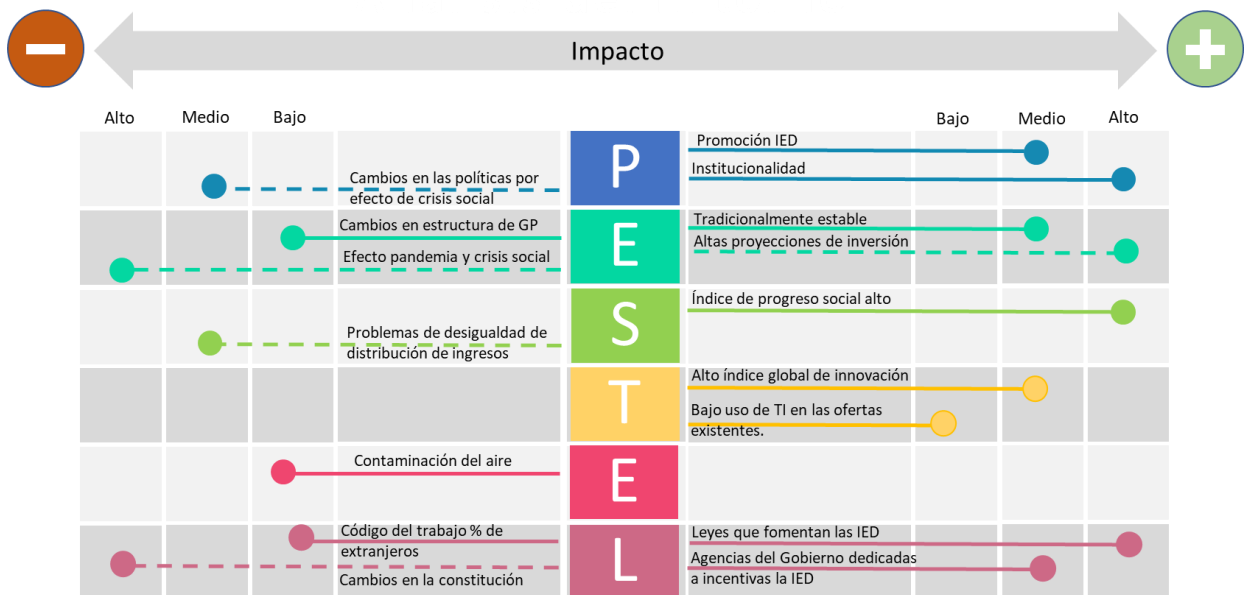 Impacto
Alto Medio Bajo Bajo Medio Alto
P
Cambios en las políticas por
efecto de crisis social
Promoción IED
Institucionalidad
E
Cambios en estructura de GP
Efecto pandemia y crisis social
Tradicionalmente estable
Altas proyecciones de inversión
S
Problemas de desigualdad de
distribución de ingresos
Índice de progreso social alto
T
Alto índice global de innovación
Bajo uso de TI en las ofertas
existentes.
E
Contaminación del aire
L
Código del trabajo % de
extranjeros
Cambios en la constitución
Leyes que fomentan las IED
Agencias del Gobierno dedicadas
a incentivas la IED